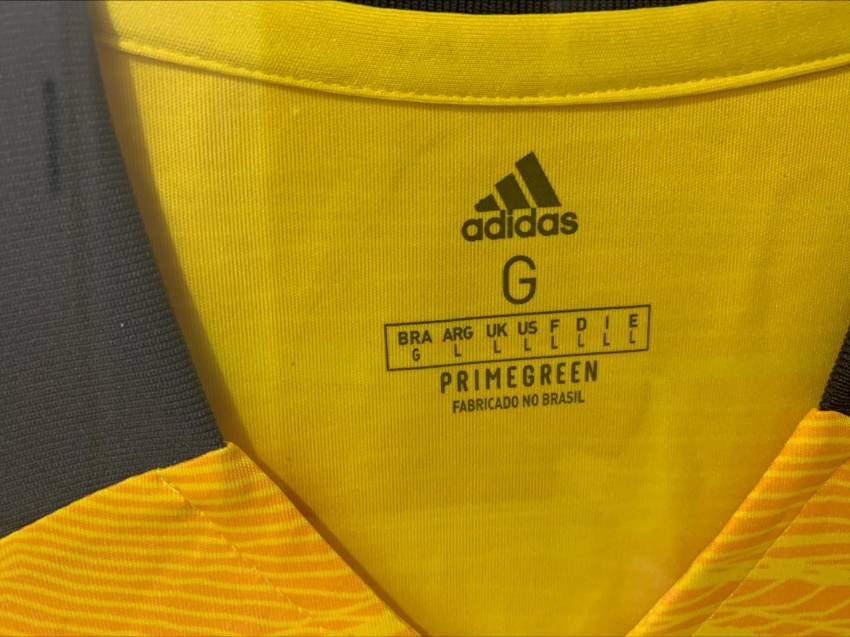 adidas
G
BRA ARG UK US F D I E
G L L L L L L L
PRIMEGREEN
FABRICADO NO BRASIL